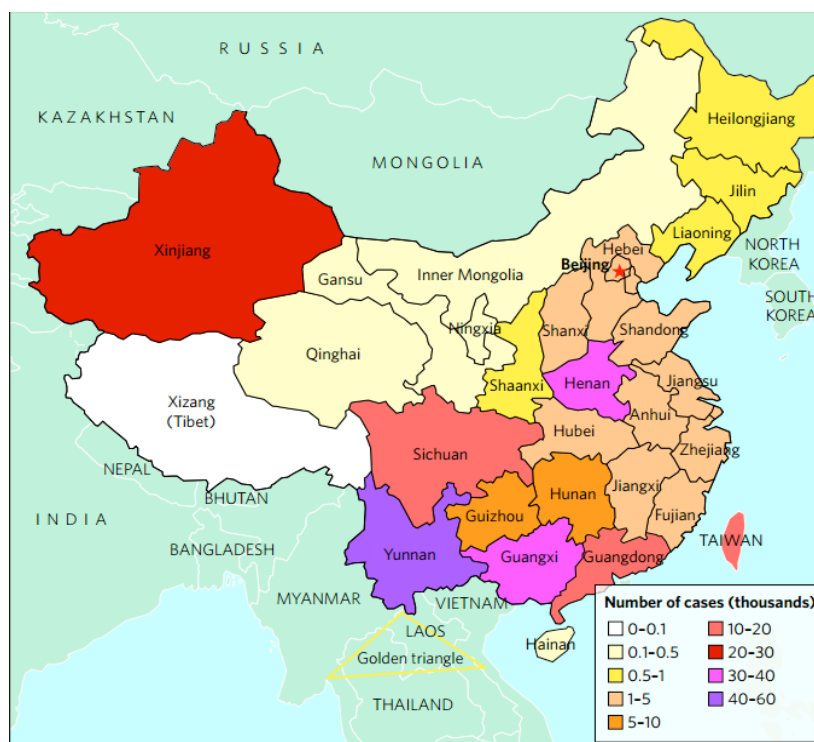 RUSSIA
KAZAKHSTAN
MONGOLIA
Heilongjiang
Jilin
Liaoning
NORTH
KOREA
SOUTH
KOREA
Xinjiang
Gansu
Inner Mongolia
Hebei
Beijing
Ningxia
Shanxi
Shandong
Qinghai
Shaanxi
Henan
Jiangsu
Anhui
Xizang
(Tibet)
Sichuan
Hubei
Zhejiang
NEPAL
BHUTAN
INDIA
BANGLADESH
Guizhou
Hunan
Jiangxi
Fujian
Yunnan
Guangxi
Guangdong
TAIWAN
MYANMAR
VIETNAM
LAOS
Hainan
Golden triangle
THAILAND
Number of cases (thousands)
0–0.1
0.1–0.5
0.5–1
1–5
5–10
10–20
20–30
30–40
40–60